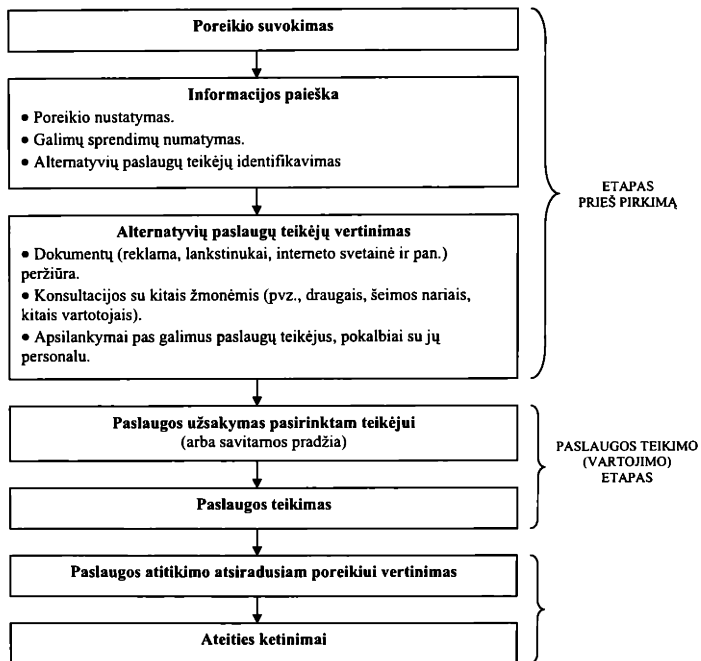 Poreikio suvokimas
Informacijos paieška
• Poreikio nustatymas.
• Galimų sprendimų numatymas.
• Alternatyvių paslaugų teikėjų identifikavimas
ETAPAS
PRIEŠ PIRKIMĄ
Alternatyvių paslaugų teikėjų vertinimas
• Dokumentų (reklama, lankstinukai, interneto svetainė ir pan.)
peržiūra.
• Konsultacijos su kitais žmonėmis (pvz., draugais, šeimos nariais,
kitais vartotojais).
• Apsilankymai pas galimus paslaugų teikėjus, pokalbiai su jų
personalu.
Paslaugos užsakymas pasirinktam teikėjui
(arba savitarnos pradžia)
PASLAUGOS TEIKIMO
(VARTOJIMO)
ETAPAS
Paslaugos teikimas
Paslaugos atitikimo atsiradusiam poreikiui vertinimas
Ateities ketinimai